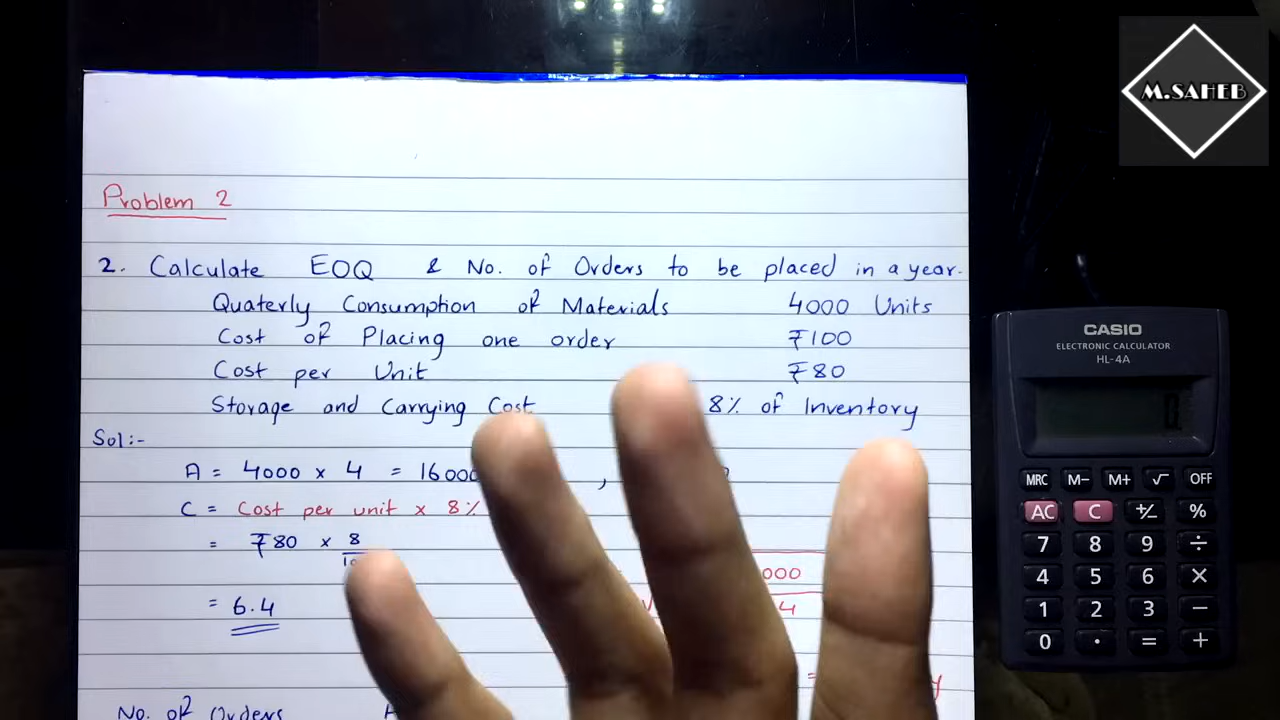 M.SAHEB
Problem 2
2. Calculate EOQ & No. of Orders to be placed in a year.
Quaterly Consumption of Materials 4000 Units
Cost of Placing one order ₹100
Cost per Unit ₹80
Storage and Carrying Cost 8% of Inventory
Sol:-
A = 4000 × 4 = 16000 ,
C = Cost per unit × 8%
= ₹80 × 8
000
= 6.4
√ 4
=
No. of Orders
CASIO
ELECTRONIC CALCULATOR
HL-4A
0
MRC M− M+ √ OFF
AC C +/− %
7 8 9 ÷
4 5 6 ×
1 2 3 −
0 . = +